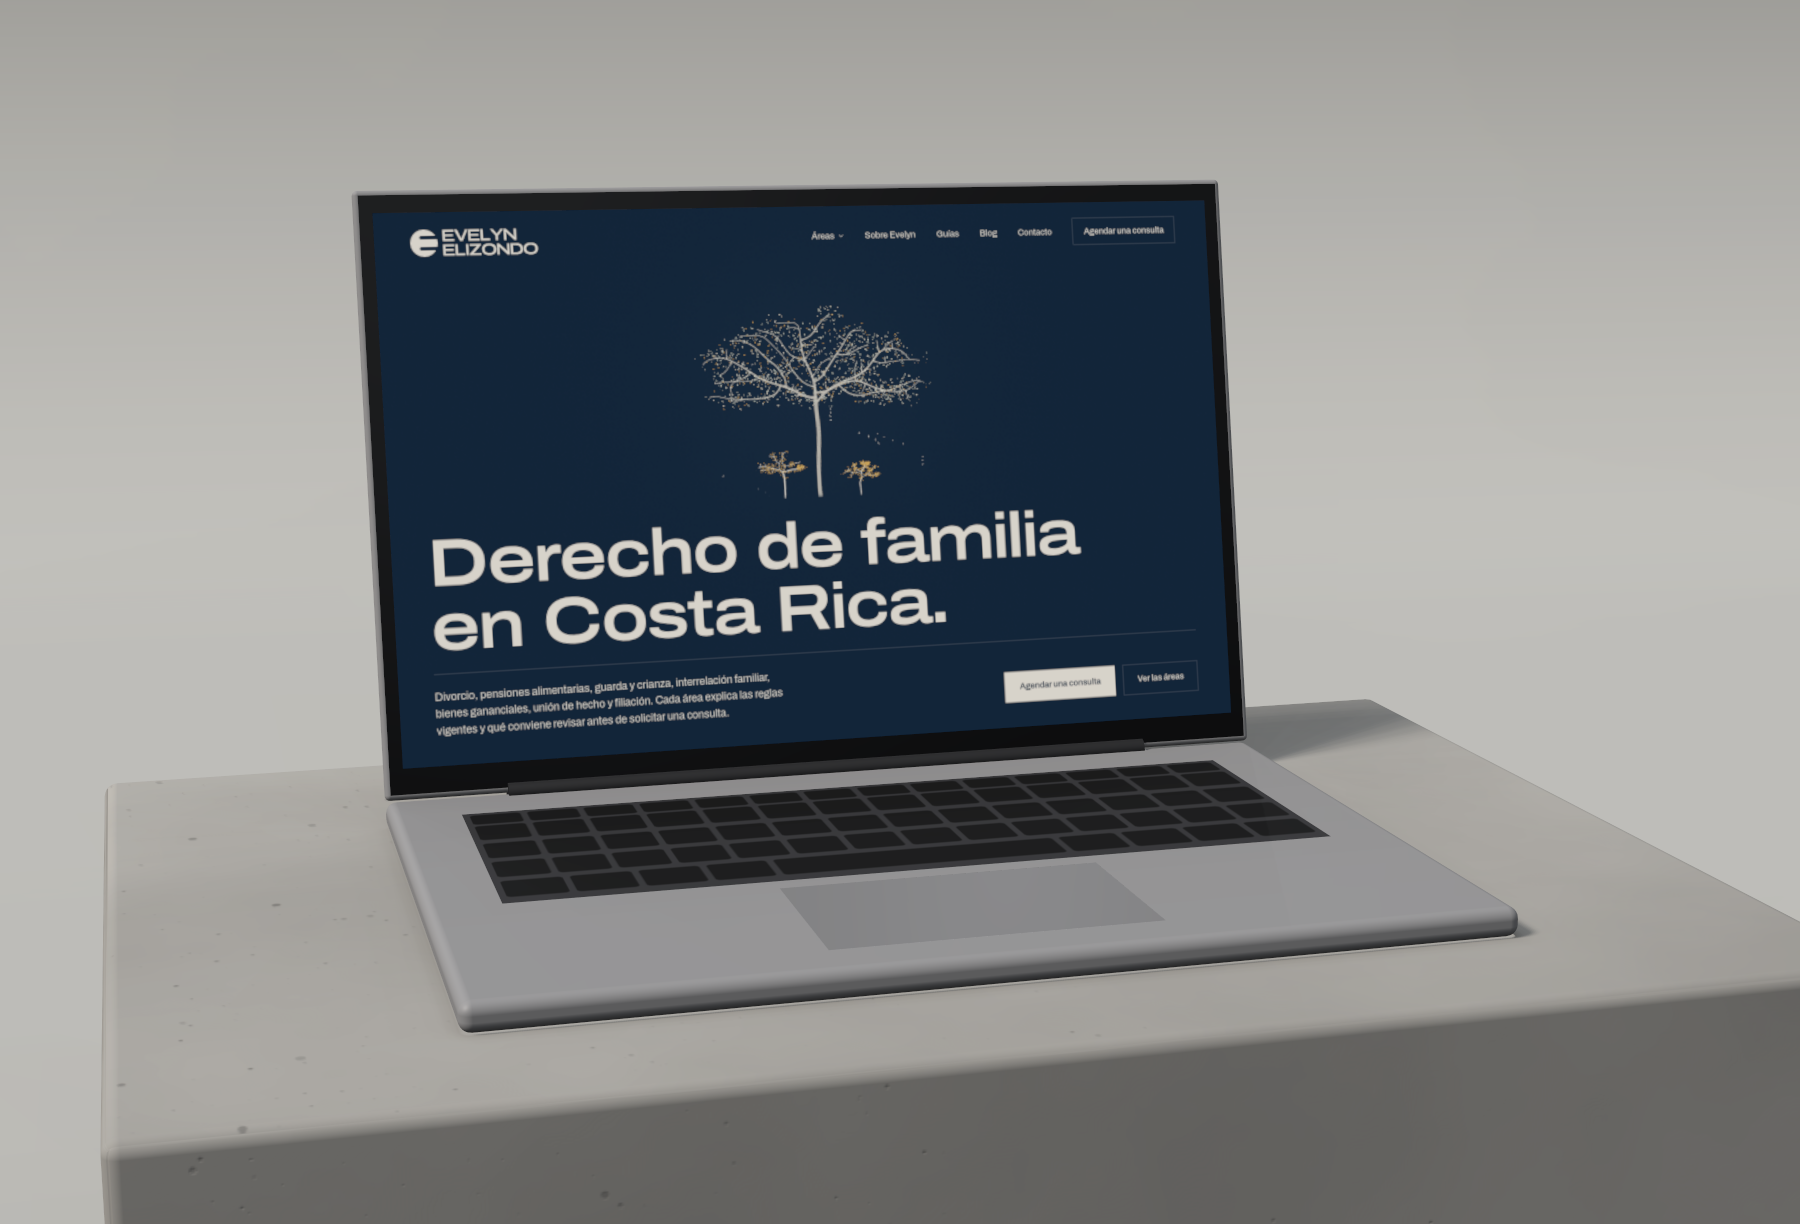 EVELYN
ELIZONDO
Áreas
Sobre Evelyn
Guías
Blog
Contacto
Agendar una consulta
Derecho de familia
en Costa Rica.
Divorcio, pensiones alimentarias, guarda y crianza, interrelación familiar,
bienes gananciales, unión de hecho y filiación. Cada área explica las reglas
vigentes y qué conviene revisar antes de solicitar una consulta.
Agendar una consulta
Ver las áreas